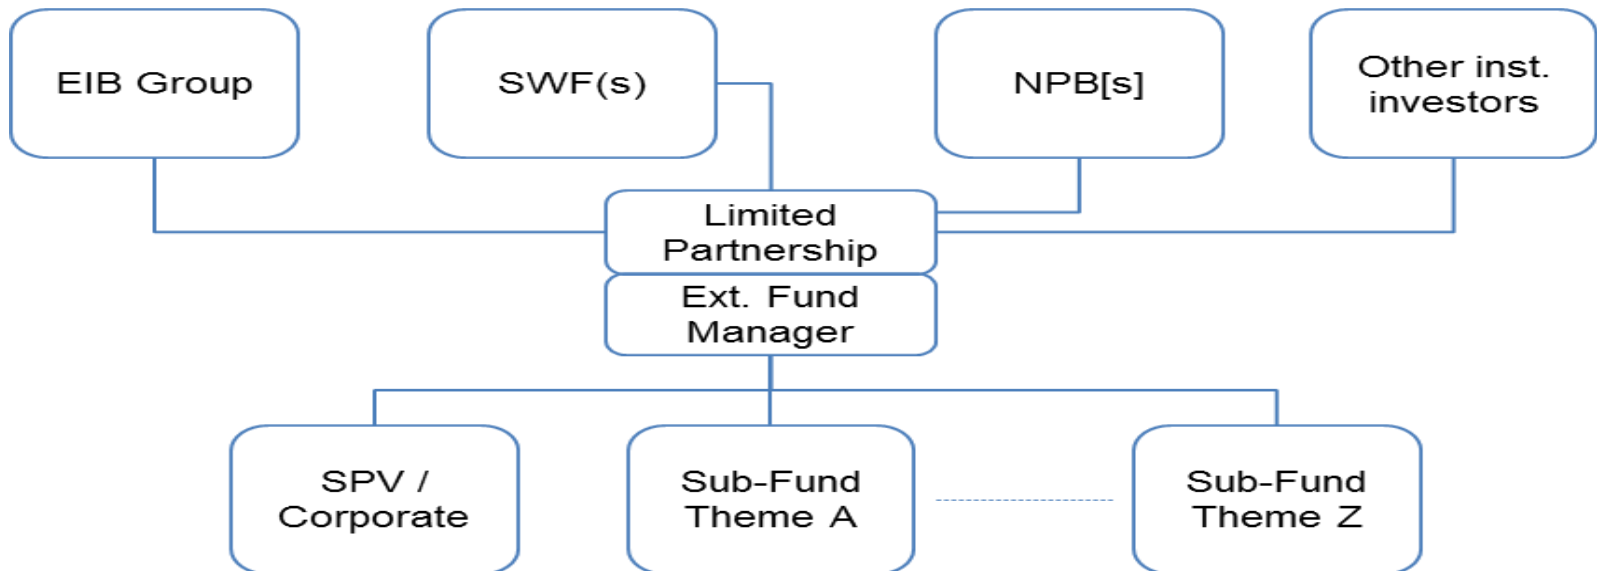 EIB Group
SWF(s)
NPB[s]
Other inst.
investors
Limited
Partnership
Ext. Fund
Manager
SPV /
Corporate
Sub-Fund
Theme A
Sub-Fund
Theme Z